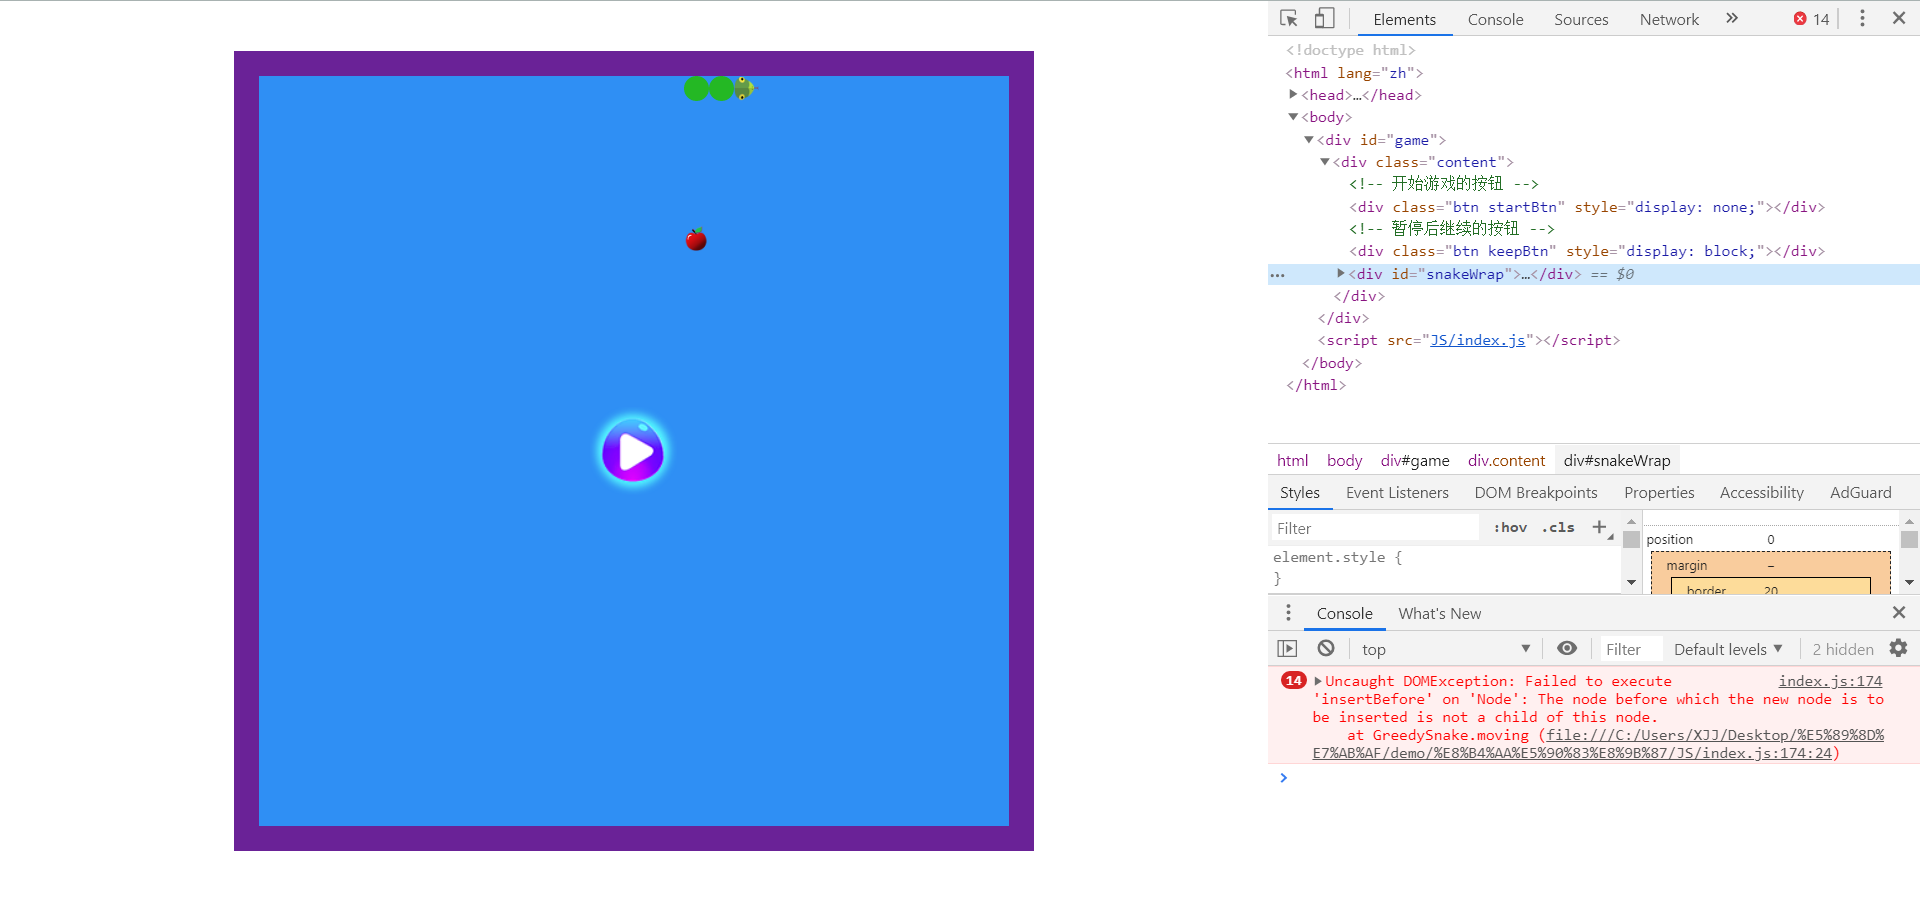 Elements Console Sources Network » 14
<!doctype html>
<html lang="zh">
<head>…</head>
<body>
<div id="game">
<div class="content">
<!-- 开始游戏的按钮 -->
<div class="btn startBtn" style="display: none;"></div>
<!-- 暂停后继续的按钮 -->
<div class="btn keepBtn" style="display: block;"></div>
… <div id="snakeWrap">…</div> == $0
</div>
</div>
<script src="JS/index.js"></script>
</body>
</html>
html body div#game div.content div#snakeWrap
Styles Event Listeners DOM Breakpoints Properties Accessibility AdGuard
Filter :hov .cls +
element.style {
}
position 0
margin –
border 20
Console What's New
top Filter Default levels 2 hidden
14 Uncaught DOMException: Failed to execute index.js:174
'insertBefore' on 'Node': The node before which the new node is to
be inserted is not a child of this node.
at GreedySnake.moving (file:///C:/Users/XJJ/Desktop/%E5%89%8D%
E7%AB%AF/demo/%E8%B4%AA%E5%90%83%E8%9B%87/JS/index.js:174:24)
>